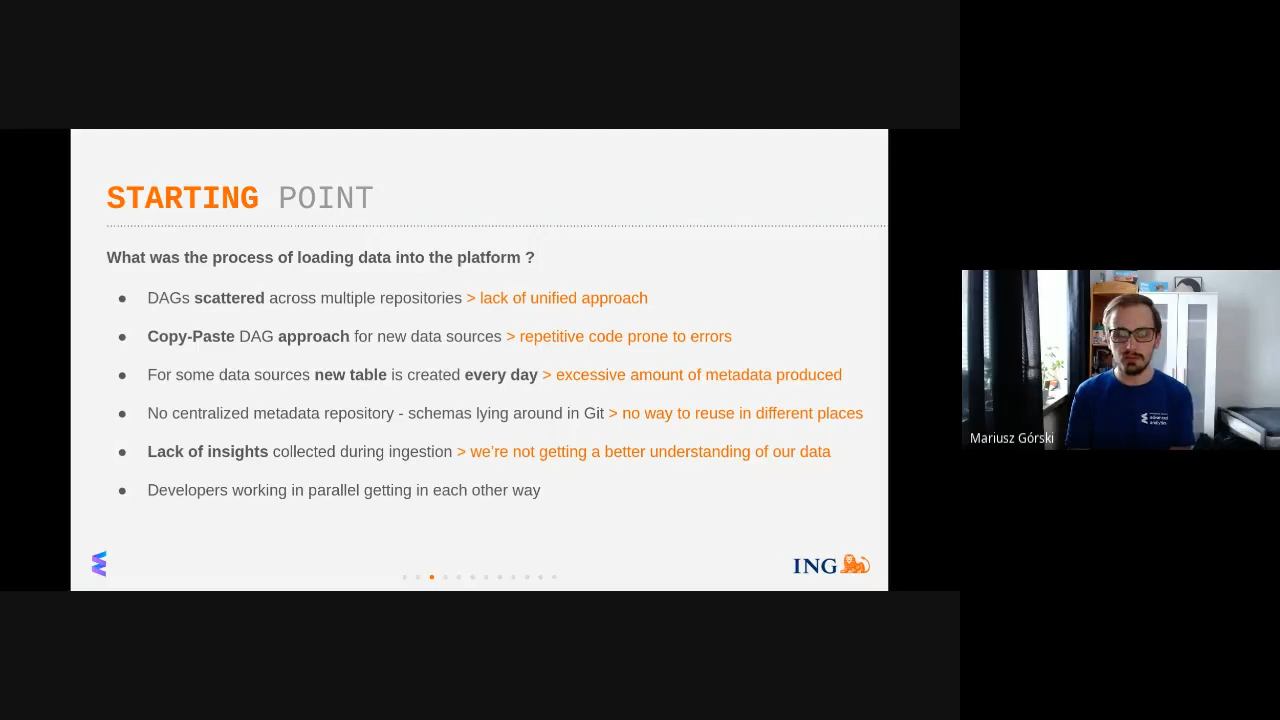 STARTING POINT
What was the process of loading data into the platform ?
● DAGs scattered across multiple repositories > lack of unified approach
● Copy-Paste DAG approach for new data sources > repetitive code prone to errors
● For some data sources new table is created every day > excessive amount of metadata produced
● No centralized metadata repository - schemas lying around in Git > no way to reuse in different places
● Lack of insights collected during ingestion > we’re not getting a better understanding of our data
● Developers working in parallel getting in each other way
ING
Mariusz Górski
advanced
analytics